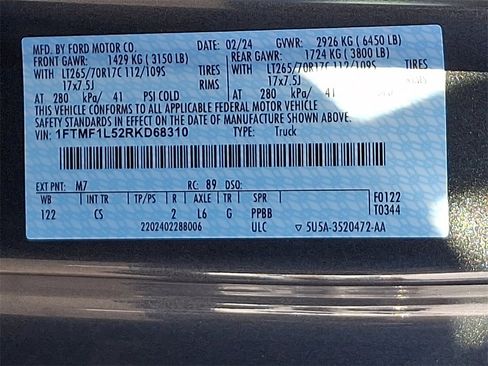 MFD. BY FORD MOTOR CO. DATE: 02/24 GVWR: 2926 KG ( 6450 LB)
FRONT GAWR: 1429 KG ( 3150 LB) REAR GAWR: 1724 KG ( 3800 LB)
WITH LT265/70R17C 112/109S TIRES WITH LT265/70R17C 112/109S TIRES
17x7.5J RIMS 17x7.5J RIMS
AT 280 kPa/ 41 PSI COLD AT 280 kPa/ 41 PSI COLD
THIS VEHICLE CONFORMS TO ALL APPLICABLE FEDERAL MOTOR VEHICLE
SAFETY STANDARDS IN EFFECT ON THE DATE OF MANUFACTURE SHOWN ABOVE.
VIN: 1FTMF1L52RKD68310 TYPE: Truck
EXT PNT: M7 RC: 89 DSO: F0122
WB INT TR TP/PS R AXLE TR SPR T0344
122 CS 2 L6 G PPBB
2202402288006 ULC ▽ 5U5A-3520472-AA